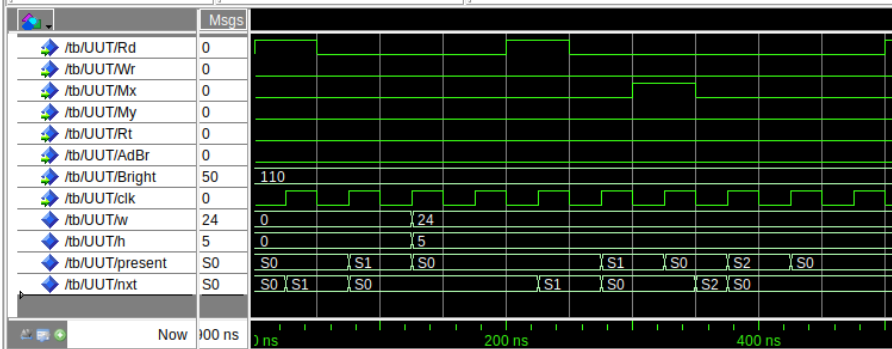 Msgs
/tb/UUT/Rd 0
/tb/UUT/Wr 0
/tb/UUT/Mx 0
/tb/UUT/My 0
/tb/UUT/Rt 0
/tb/UUT/AdBr 0
/tb/UUT/Bright 50 110
/tb/UUT/clk 0
/tb/UUT/w 24 0 24
/tb/UUT/h 5 0 5
/tb/UUT/present S0 S0 S1 S0 S1 S0 S2 S0
/tb/UUT/nxt S0 S0 S1 S0 S1 S0 S2 S0
Now 900 ns ns 200 ns 400 ns